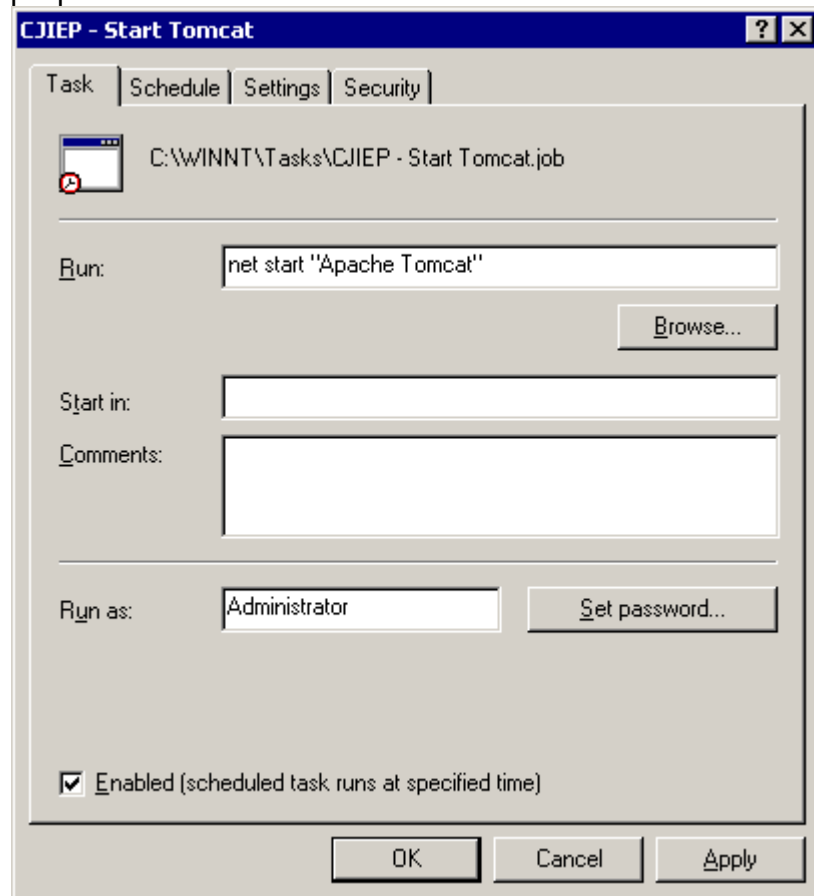 CJIEP - Start Tomcat
Task Schedule Settings Security
C:\WINNT\Tasks\CJIEP - Start Tomcat.job
Run: net start "Apache Tomcat"
Browse...
Start in:
Comments:
Run as: Administrator Set password...
Enabled (scheduled task runs at specified time)
OK Cancel Apply